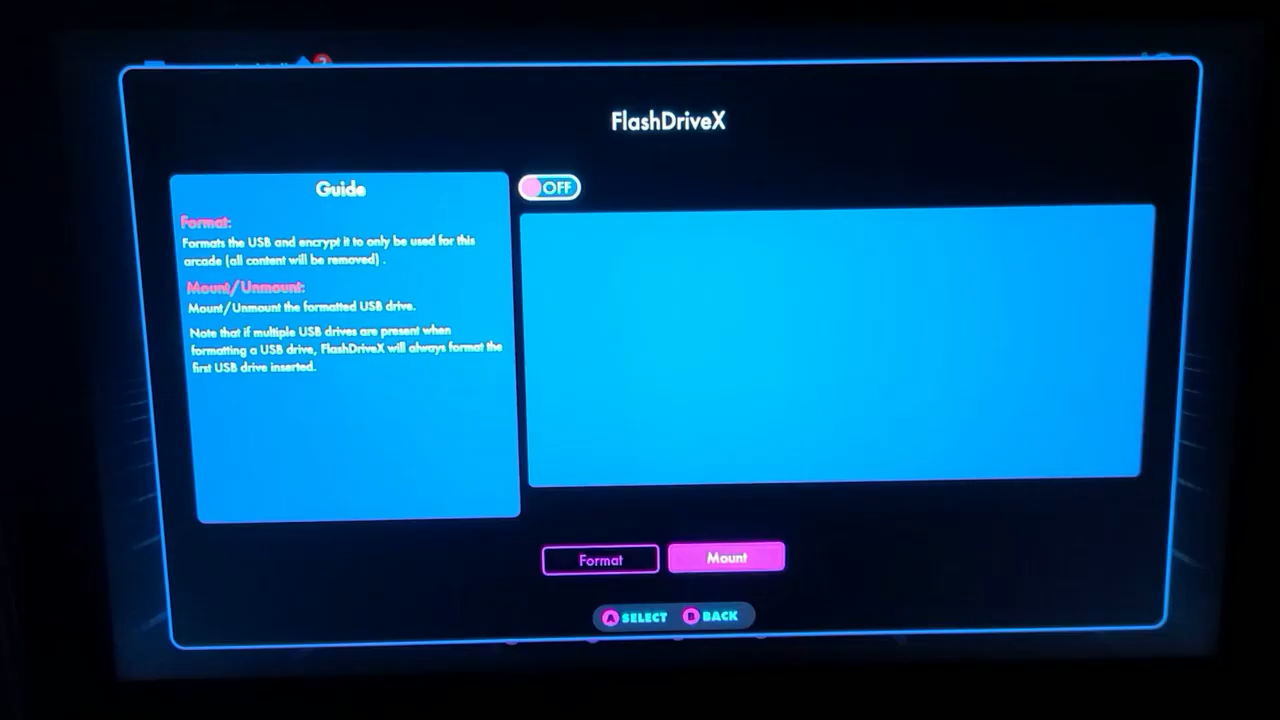 FlashDriveX
Guide
OFF
Format:
Formats the USB and encrypt it to only be used for this
arcade (all content will be removed) .
Mount/Unmount:
Mount/Unmount the formatted USB drive.
Note that if multiple USB drives are present when
formatting a USB drive, FlashDriveX will always format the
first USB drive inserted.
Format
Mount
A SELECT B BACK